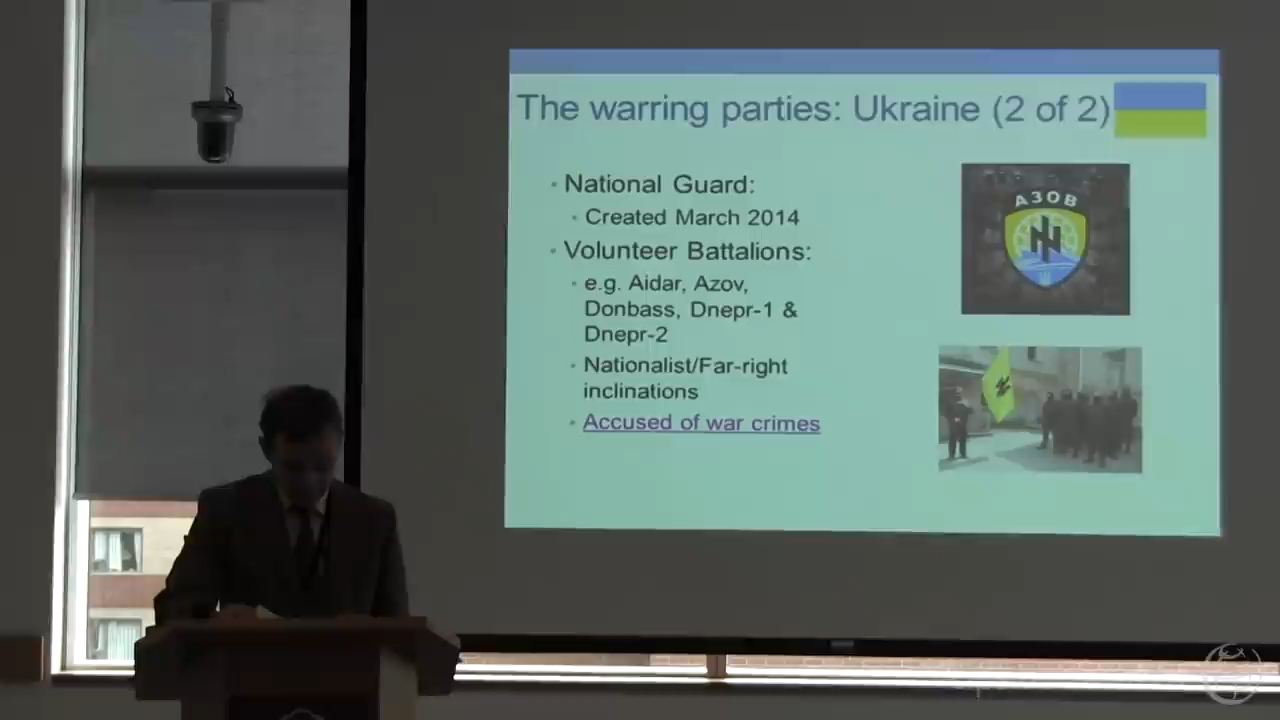 The warring parties: Ukraine (2 of 2)
National Guard:
Created March 2014
АЗОВ
Volunteer Battalions:
e.g. Aidar, Azov,
Donbass, Dnepr-1 &
Dnepr-2
Nationalist/Far-right
inclinations
Accused of war crimes